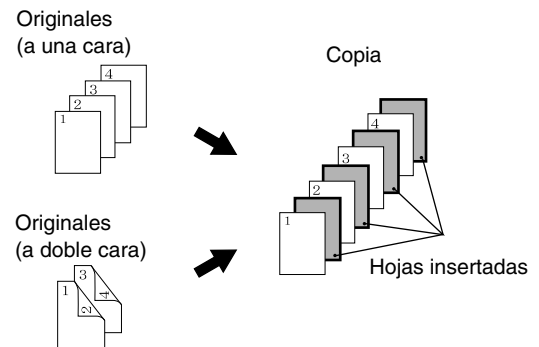 Originales
(a una cara)
4
3
2
1
Originales
(a doble cara)
3
1
4
2
Copia
4
3
2
1
Hojas insertadas